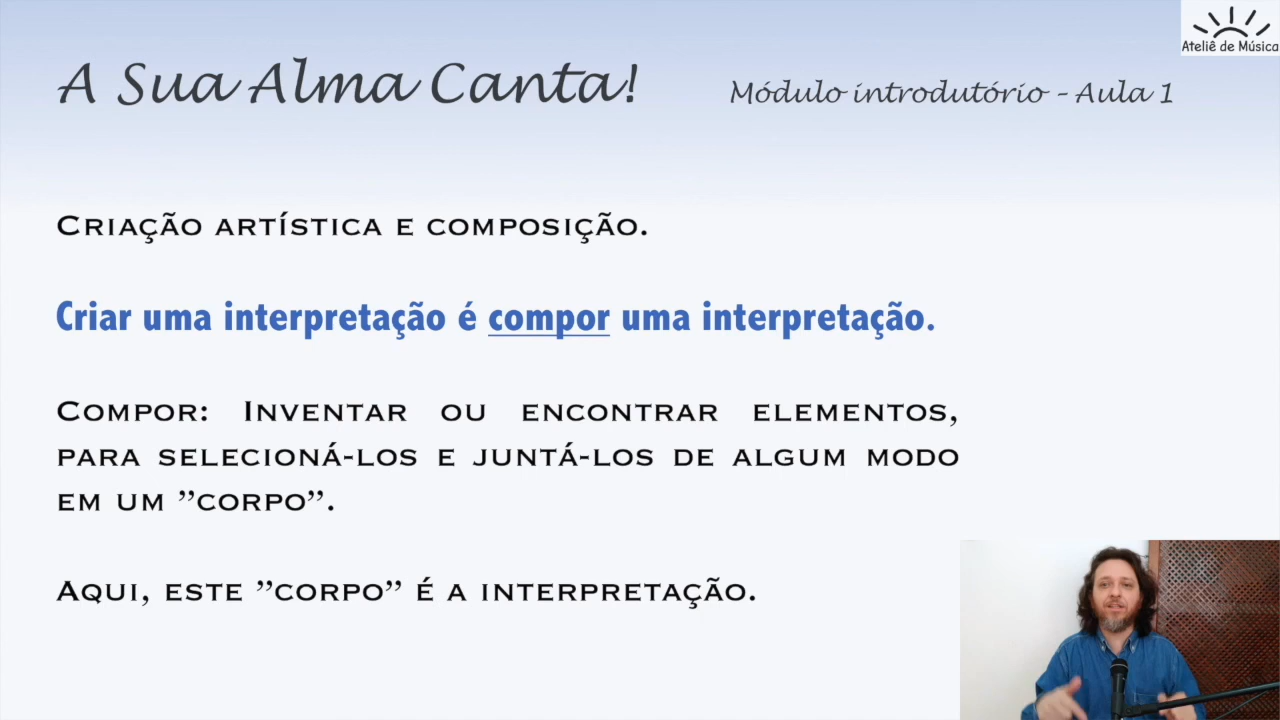 Ateliê de Música
A Sua Alma Canta!
Módulo introdutório – Aula 1
Criação artística e composição.
Criar uma interpretação é compor uma interpretação.
Compor: Inventar ou encontrar elementos,
para selecioná-los e juntá-los de algum modo
em um ”corpo”.
Aqui, este ”corpo” é a interpretação.